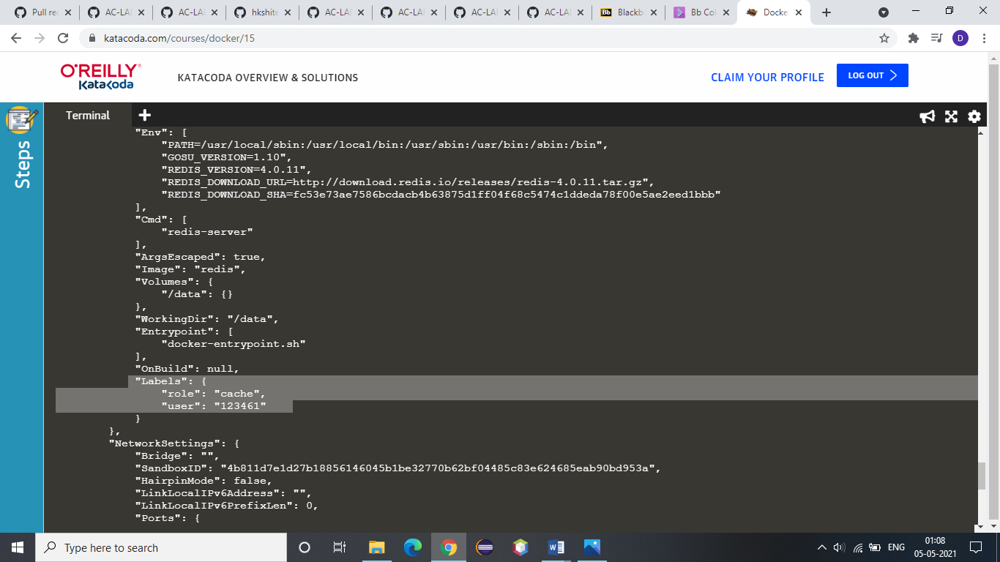 Pull re
AC-LA
AC-LA
hkshite
AC-LA
AC-LA
AC-LA
AC-LA
Bb
Blackb
Bb Col
Docke
katacoda.com/courses/docker/15
D
O'REILLY
Katacoda
KATACODA OVERVIEW & SOLUTIONS
CLAIM YOUR PROFILE
LOG OUT
Steps
Terminal
"Env": [
"PATH=/usr/local/sbin:/usr/local/bin:/usr/sbin:/usr/bin:/sbin:/bin",
"GOSU_VERSION=1.10",
"REDIS_VERSION=4.0.11",
"REDIS_DOWNLOAD_URL=http://download.redis.io/releases/redis-4.0.11.tar.gz",
"REDIS_DOWNLOAD_SHA=fc53e73ae7586bcdacb4b63875d1ff04f68c5474c1ddeda78f00e5ae2eed1bbb"
],
"Cmd": [
"redis-server"
],
"ArgsEscaped": true,
"Image": "redis",
"Volumes": {
"/data": {}
},
"WorkingDir": "/data",
"Entrypoint": [
"docker-entrypoint.sh"
],
"OnBuild": null,
"Labels": {
"role": "cache",
"user": "123461"
}
},
"NetworkSettings": {
"Bridge": "",
"SandboxID": "4b811d7e1d27b18856146045b1be32770b62bf04485c83e624685eab90bd953a",
"HairpinMode": false,
"LinkLocalIPv6Address": "",
"LinkLocalIPv6PrefixLen": 0,
"Ports": {
Type here to search
ENG
01:08
05-05-2021